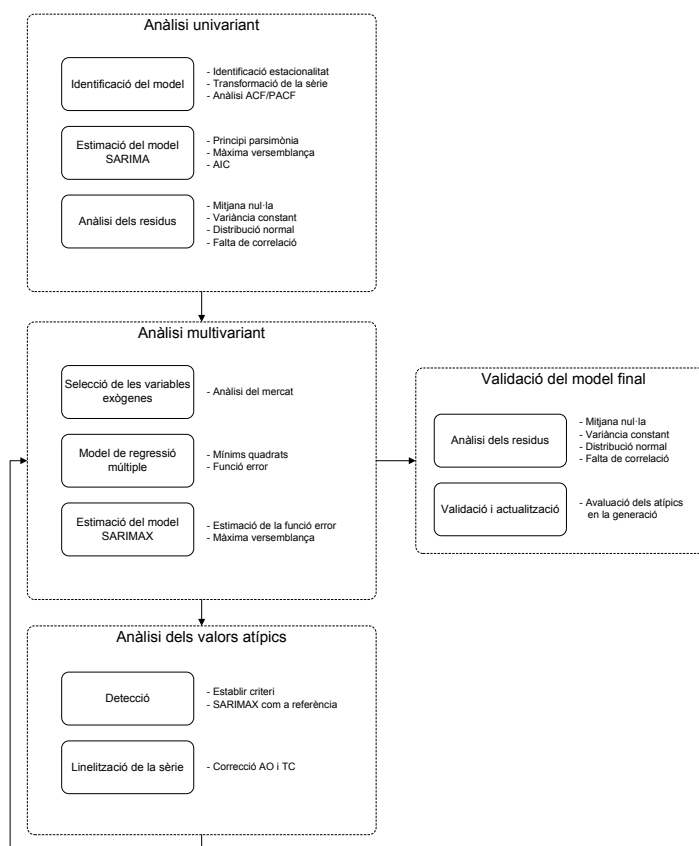 Anàlisi univariant
Identificació del model
- Identificació estacionalitat
- Transformació de la sèrie
- Anàlisi ACF/PACF
Estimació del model
SARIMA
- Principi parsimònia
- Màxima versemblança
- AIC
Anàlisi dels residus
- Mitjana nul·la
- Variància constant
- Distribució normal
- Falta de correlació
Anàlisi multivariant
Selecció de les variables
exògenes
- Anàlisi del mercat
Model de regressió
múltiple
- Mínims quadrats
- Funció error
Estimació del model
SARIMAX
- Estimació de la funció error
- Màxima versemblança
Validació del model final
Anàlisi dels residus
- Mitjana nul·la
- Variància constant
- Distribució normal
- Falta de correlació
Validació i actualització
- Avaluació dels atípics
en la generació
Anàlisi dels valors atípics
Detecció
- Establir criteri
- SARIMAX com a referència
Linelització de la sèrie
- Correcció AO i TC